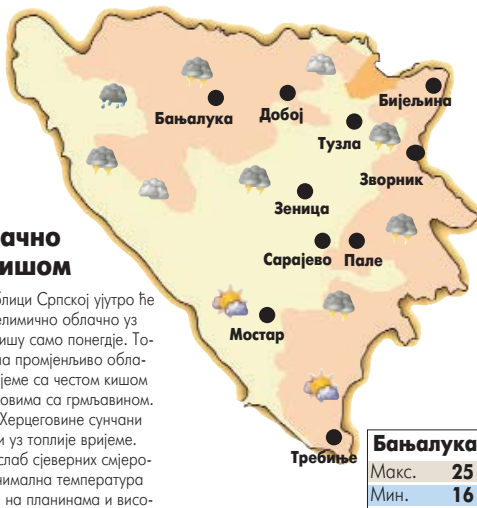 Бањалука
Добој
Бијељина
Тузла
Зворник
Зеница
Сарајево
Пале
Мостар
Требиње
ачно
ишом
блици Српској ујутро ће
елимично облачно уз
ишу само понегдје. То-
на промјенљиво обла-
ијеме са честом кишом
овима са грмљавином.
Херцеговине сунчани
и уз топлије вријеме.
слаб сјеверних смјеро-
нимална температура
на планинама и висо-
Бањалука
Макс. 25
Мин. 16